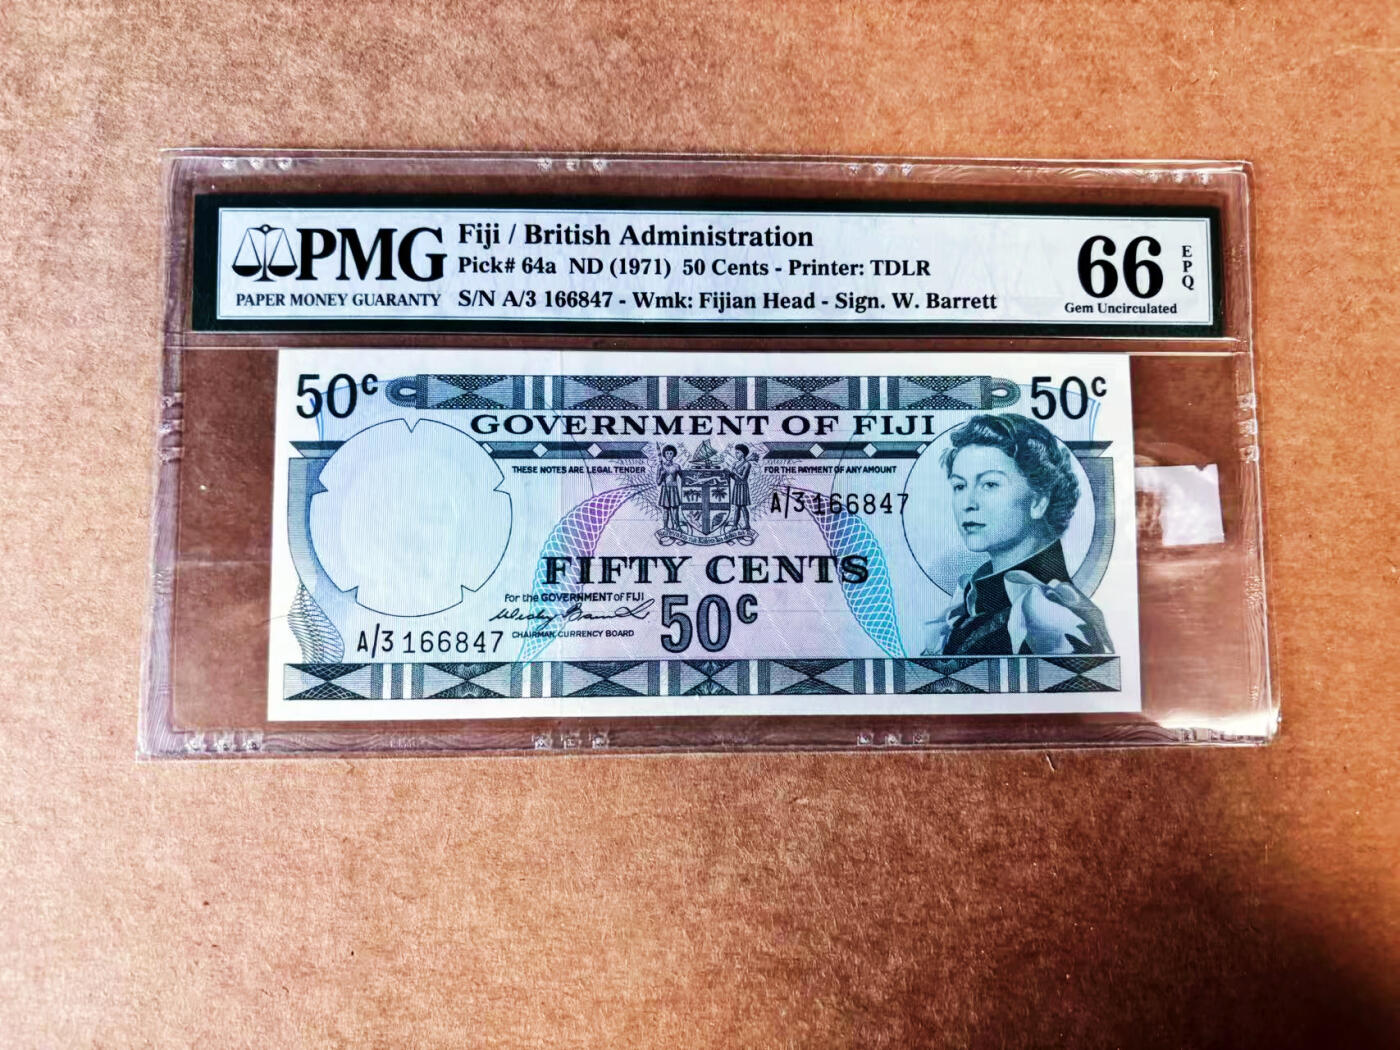 PMG
PAPER MONEY GUARANTY
Fiji / British Administration
Pick# 64a ND (1971) 50 Cents - Printer: TDLR
S/N A/3 166847 - Wmk: Fijian Head - Sign. W. Barrett
66
EPQ
Gem Uncirculated
50c
50c
GOVERNMENT OF FIJI
THESE NOTES ARE LEGAL TENDER
FOR THE PAYMENT OF ANY AMOUNT
A/3 166847
FIFTY CENTS
for the GOVERNMENT of FIJI
50c
CHAIRMAN CURRENCY BOARD
A/3 166847